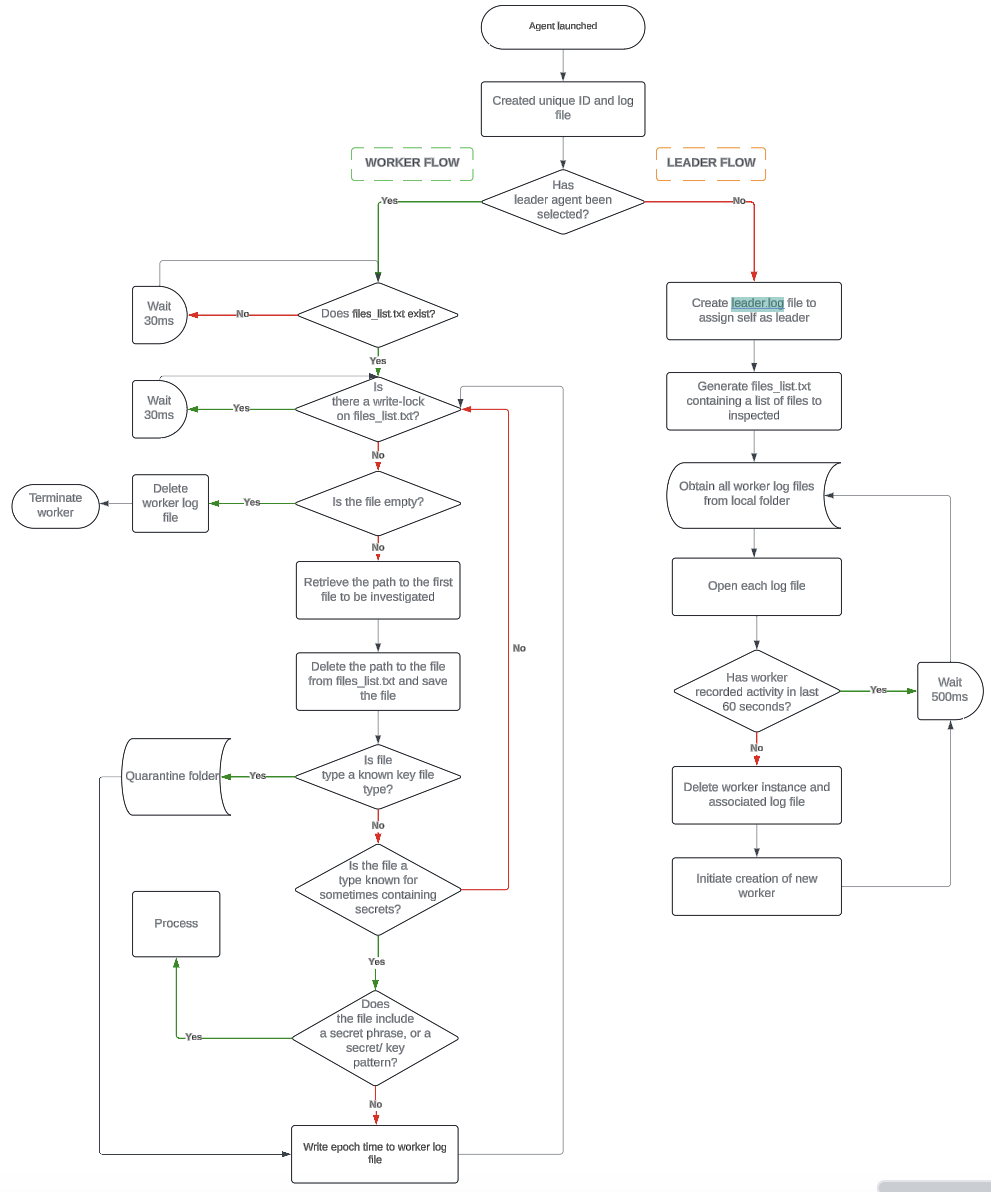 Agent launched
Created unique ID and log
file
WORKER FLOW
LEADER FLOW
Has
leader agent been
selected?
Yes
No
Wait
30ms
No
Does files_list.txt exist?
Create leader.log file to
assign self as leader
Yes
Wait
30ms
Yes
Is
there a write-lock
on files_list.txt?
Generate files_list.txt
containing a list of files to
inspected
No
Terminate
worker
Delete
worker log
file
Yes
Is the file empty?
Obtain all worker log files
from local folder
No
Retrieve the path to the first
file to be investigated
Open each log file
No
Delete the path to the file
from files_list.txt and save
the file
Has worker
recorded activity in last
60 seconds?
Yes
Wait
500ms
No
Quarantine folder
Yes
Is file
type a known key file
type?
Delete worker instance and
associated log file
No
Is the file a
type known for
sometimes containing
secrets?
Initiate creation of new
worker
Process
Yes
Does
the file include
a secret phrase, or a
secret/ key
pattern?
Yes
No
Write epoch time to worker log
file